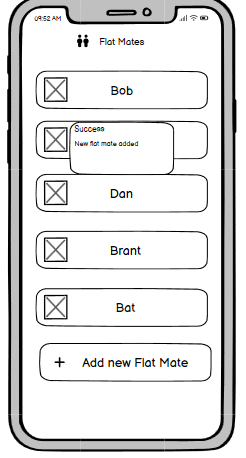 09:52 AM
Flat Mates
Bob
Success
New flat mate added
Dan
Brant
Bat
+ Add new Flat Mate